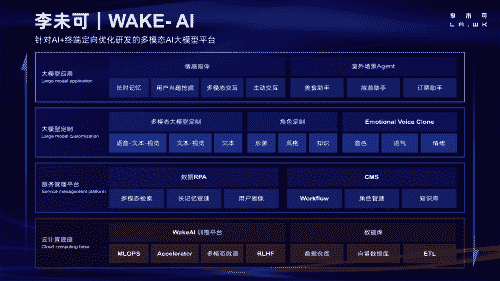 李未可 | WAKE-AI
李未可
L A W K
针对AI+终端定向优化研发的多模态AI大模型平台
大模型应用
Large model application
情感陪伴
室外场景Agent
长时记忆
用户兴趣挖掘
多模态交互
主动交互
美食助手
旅游助手
订票助手
大模型定制
Large model customization
多模态大模型定制
角色定制
Emotional Voice Clone
语音-文本-视觉
文本-视觉
文本
形象
风格
知识
音色
语气
情绪
服务管理平台
Service management platform
数据RPA
CMS
多模态检索
长记忆管理
用户画像
Workflow
角色管理
知识库
云计算底座
Cloud computing base
WakeAI 训推平台
数据库
MLOPS
Accelerator
多模态微调
RLHF
数据仓库
向量数据库
ETL